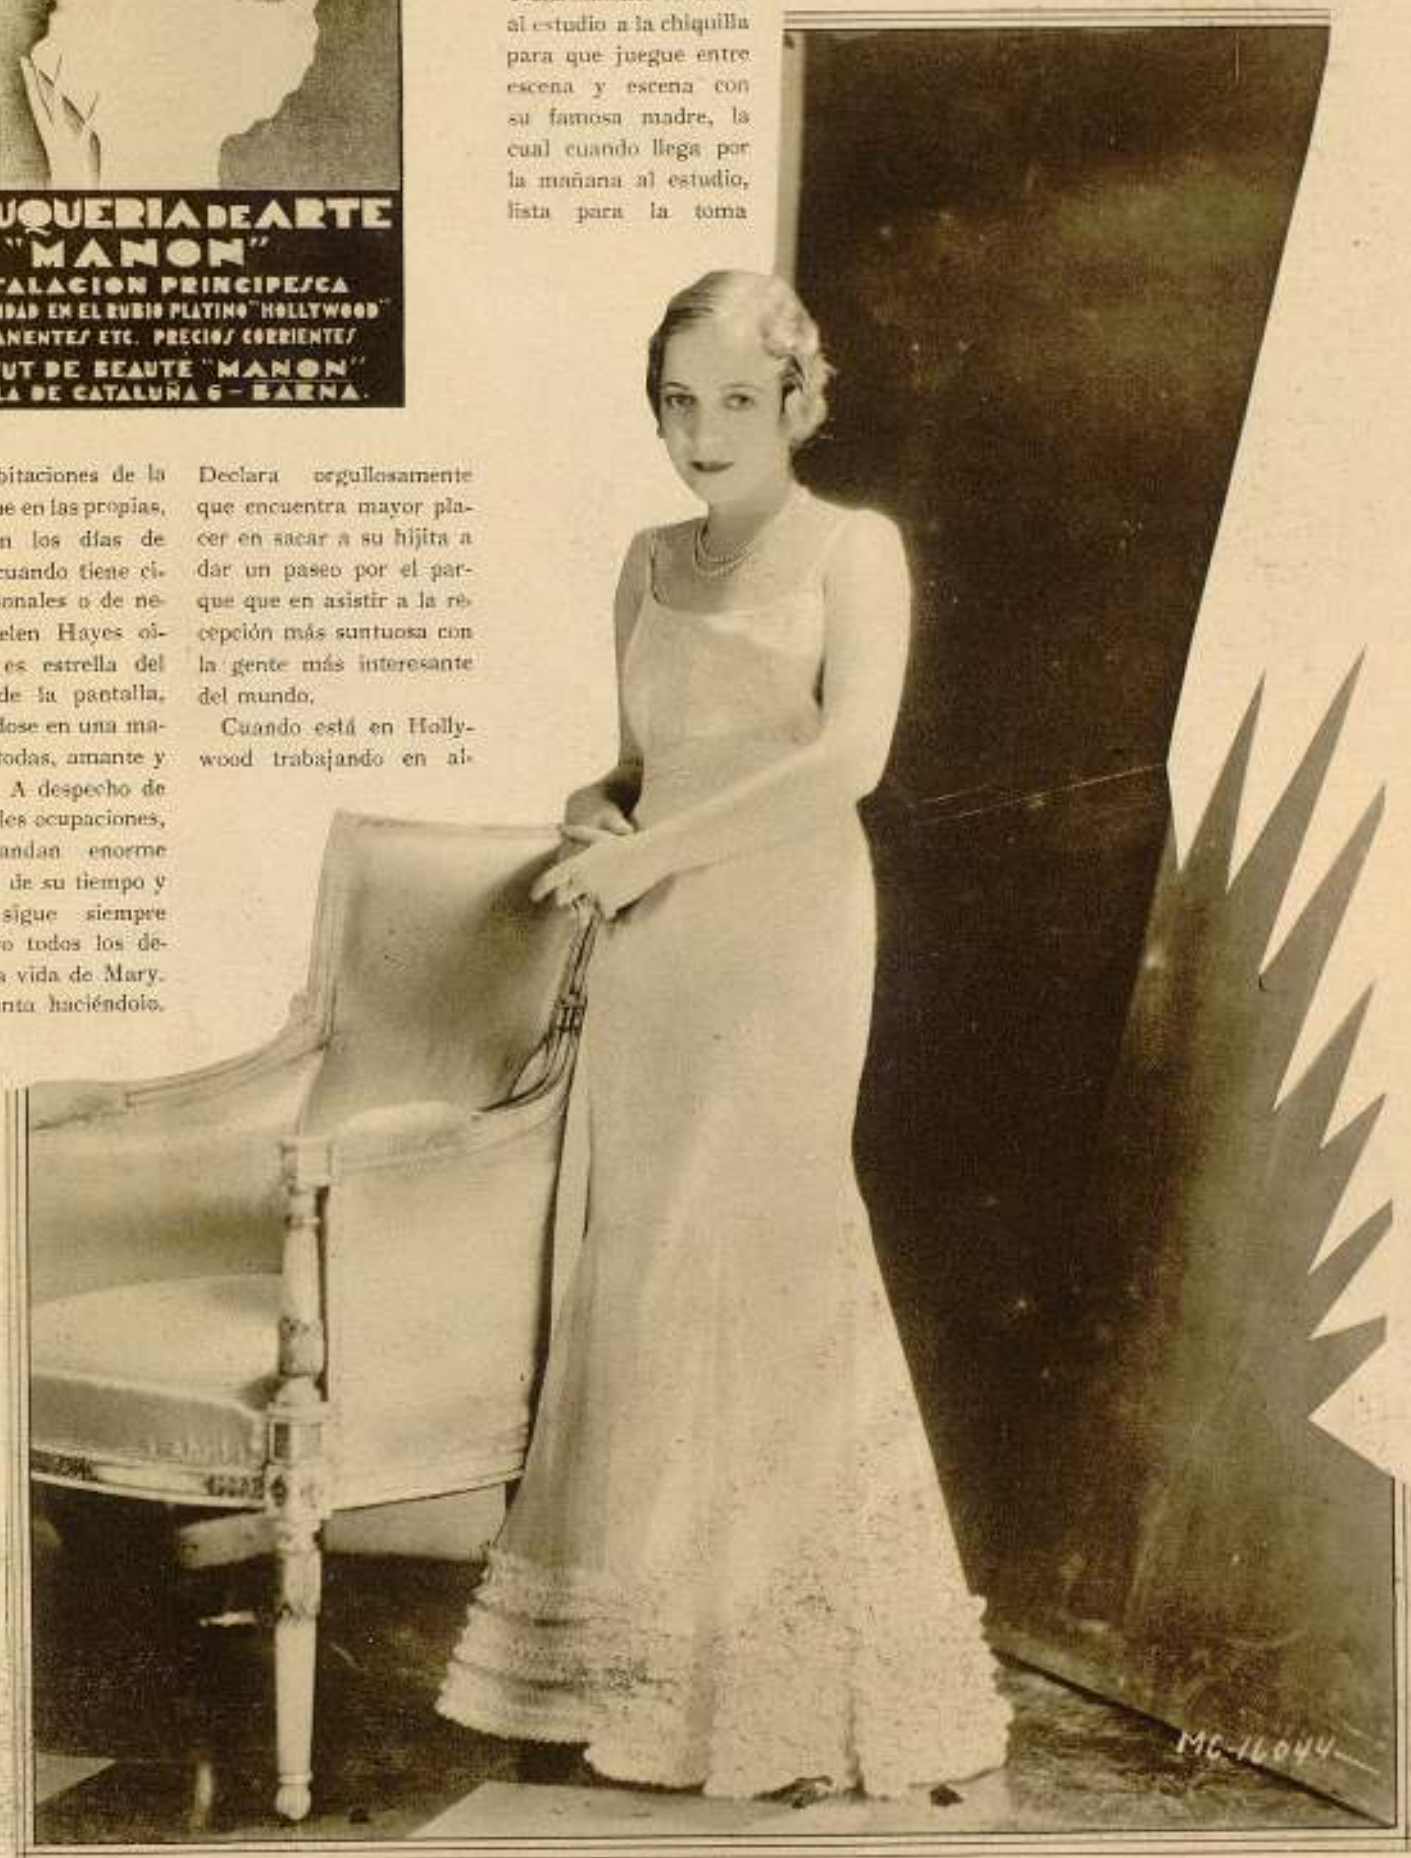 UQUERIA DE ARTE
"MANON"
TALACION PRINCIPESCA
DAD EN EL RUBIO PLATINO "HOLLYWOOD"
ANENTES ETC. PRECIOS CORRIENTES
UT DE BEAUTÉ "MANON"
LA DE CATALUÑA 6 - BARNA.
bitaciones de la
e en las propias,
n los días de
cuando tiene ci-
onales o de ne-
elen Hayes ol-
es estrella del
de la pantalla,
dose en una ma-
todas, amante y
A despecho de
les ocupaciones,
andan enorme
de su tiempo y
sigue siempre
o todos los de-
a vida de Mary.
nta haciéndolo.
Declara orgullosamente
que encuentra mayor pla-
cer en sacar a su hijita a
dar un paseo por el par-
que que en asistir a la re-
cepción más suntuosa con
la gente más interesante
del mundo.
Cuando está en Holly-
wood trabajando en al-
al estudio a la chiquilla
para que juegue entre
escena y escena con
su famosa madre, la
cual cuando llega por
la mañana al estudio,
lista para la toma
MG-16044